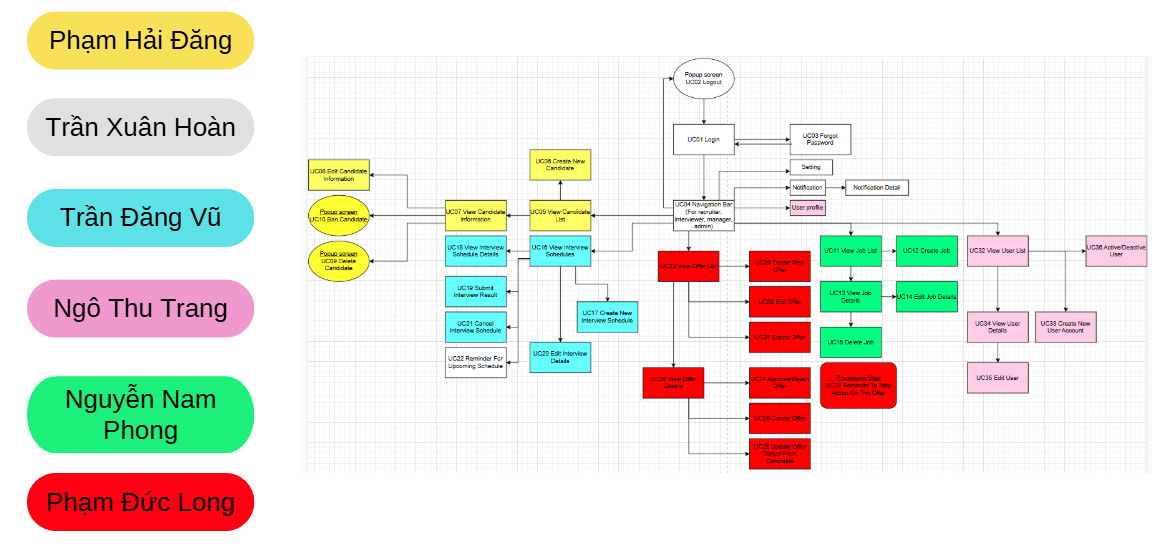 Phạm Hải Đăng
Trần Xuân Hoàn
Trần Đăng Vũ
Ngô Thu Trang
Nguyễn Nam
Phong
Phạm Đức Long
Popup screen
UC02 Logout
UC01 Login
UC03 Forgot
Password
Setting
Notification
Notification Detail
User profile
UC04 Navigation Bar
(For recruiter,
interviewer, manager,
admin)
UC06 Create New
Candidate
UC08 Edit Candidate
Information
Popup screen
UC10 Ban Candidate
UC07 View Candidate
Information
UC05 View Candidate
List
Popup screen
UC09 Delete
Candidate
UC18 View Interview
Schedule Details
UC16 View Interview
Schedules
UC19 Submit
Interview Result
UC17 Create New
Interview Schedule
UC21 Cancel
Interview Schedule
UC22 Reminder For
Upcoming Schedule
UC20 Edit Interview
Details
UC23 View Offer List
UC24 Create New
Offer
Edit Offer
Export Offer
View Offer
Details
Approve/Reject
Offer
Cancel Offer
Update Offer
Status From
Candidate
UC11 View Job List
UC12 Create Job
UC13 View Job
Details
UC14 Edit Job Details
UC15 Delete Job
Processing Step
Reminder To Take
Action On The Offer
UC32 View User List
UC36 Active/Deactive
User
UC34 View User
Details
UC33 Create New
User Account
UC35 Edit User